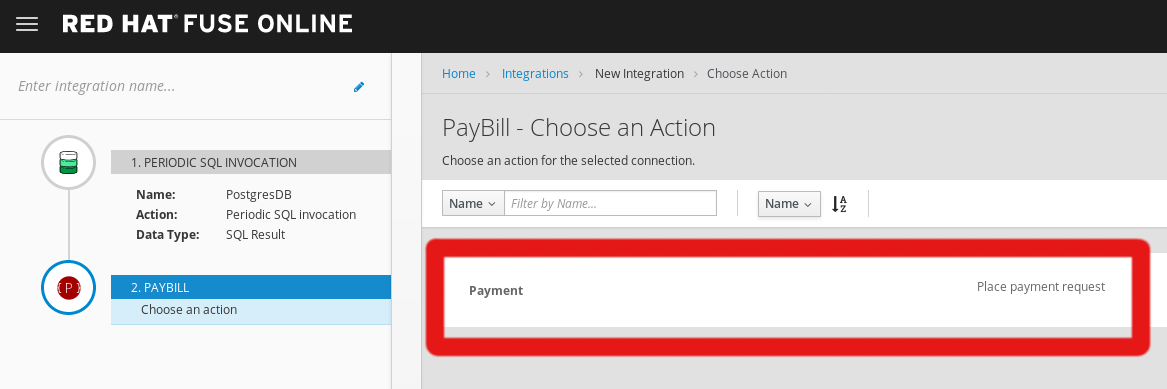 RED HAT® FUSE ONLINE
Enter integration name...
1. PERIODIC SQL INVOCATION
Name: PostgresDB
Action: Periodic SQL invocation
Data Type: SQL Result
P
2. PAYBILL
Choose an action
Home > Integrations > New Integration > Choose Action
PayBill - Choose an Action
Choose an action for the selected connection.
Name Filter by Name... Name A Z
Payment Place payment request